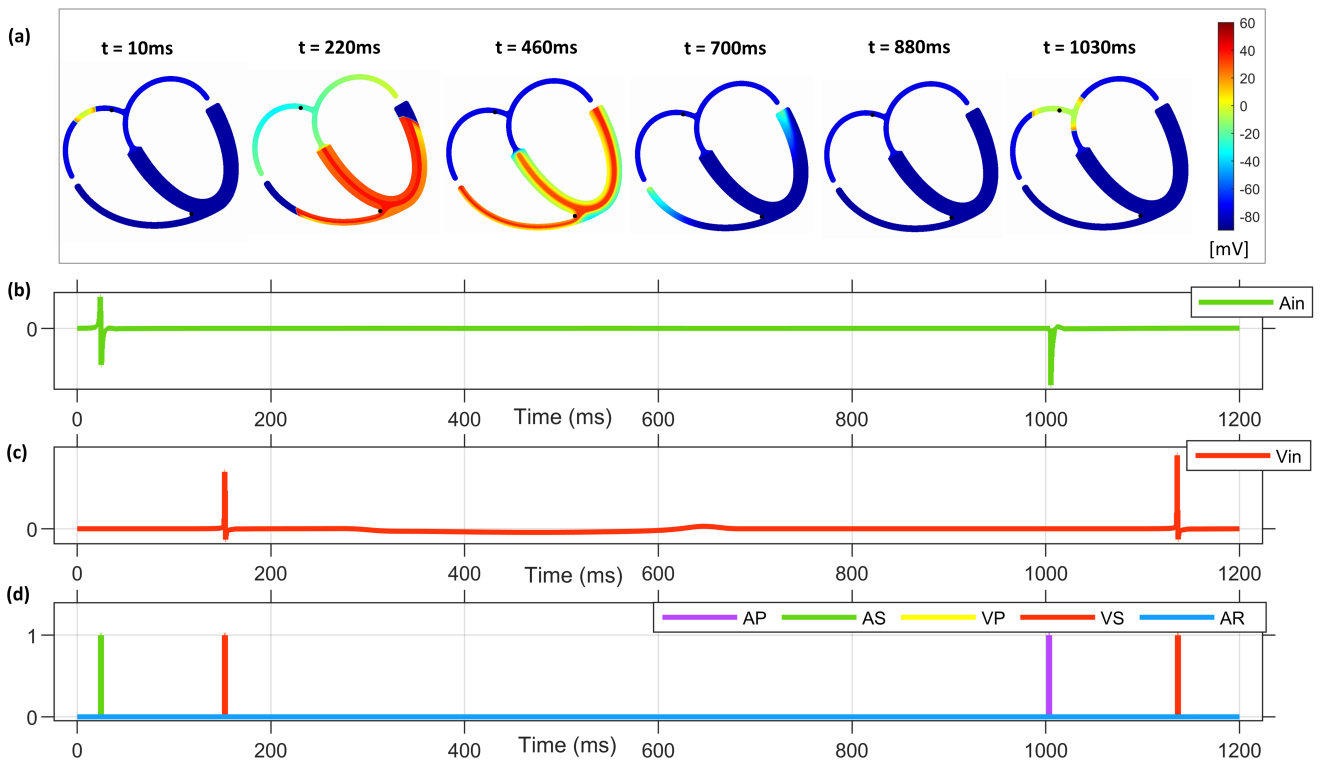 (a)
t = 10ms t = 220ms t = 460ms t = 700ms t = 880ms t = 1030ms
60
40
20
0
-20
-40
-60
-80
[mV]
(b)
Ain
0
0 200 400 600 800 1000 1200
Time (ms)
(c)
Vin
0
0 200 400 600 800 1000 1200
Time (ms)
(d)
AP AS VP VS AR
1
0
0 200 400 600 800 1000 1200
Time (ms)